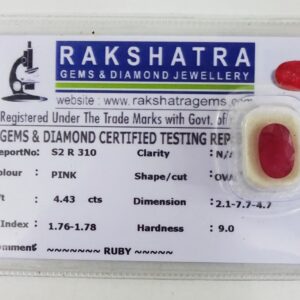 RAKSHATRA
GEMS & DIAMOND JEWELLERY
website : www.rakshatragems.com
Registered Under The Trade Marks with Govt. of
GEMS & DIAMOND CERTIFIED TESTING REP
eportNo: S2 R 310 Clarity : N/
olour : PINK Shape/cut : OVA
t : 4.43 cts Dimension : 2.1-7.7-4.7
Index : 1.76-1.78 Hardness : 9.0
omment: ~~~~~~~ RUBY ~~~~~